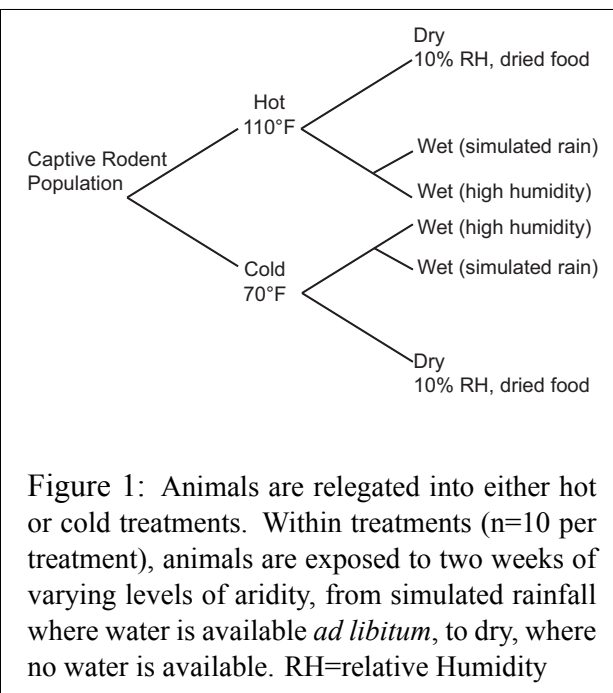 Dry
10% RH, dried food
Hot
110°F
Wet (simulated rain)
Captive Rodent
Population
Wet (high humidity)
Wet (high humidity)
Cold
70°F
Wet (simulated rain)
Dry
10% RH, dried food
Figure 1: Animals are relegated into either hot
or cold treatments. Within treatments (n=10 per
treatment), animals are exposed to two weeks of
varying levels of aridity, from simulated rainfall
where water is available ad libitum, to dry, where
no water is available. RH=relative Humidity